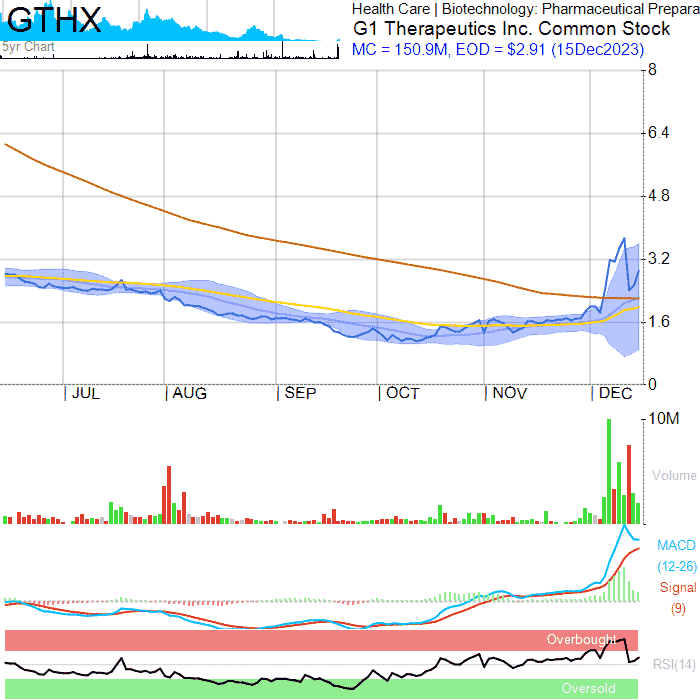 GTHX
Health Care | Biotechnology: Pharmaceutical Prepara
G1 Therapeutics Inc. Common Stock
5yr Chart
MC = 150.9M, EOD = $2.91 (15Dec2023)
8
6.4
4.8
3.2
1.6
0
JUL AUG SEP OCT NOV DEC
10M
Volume
MACD
(12-26)
Signal
(9)
Overbought
RSI(14)
Oversold